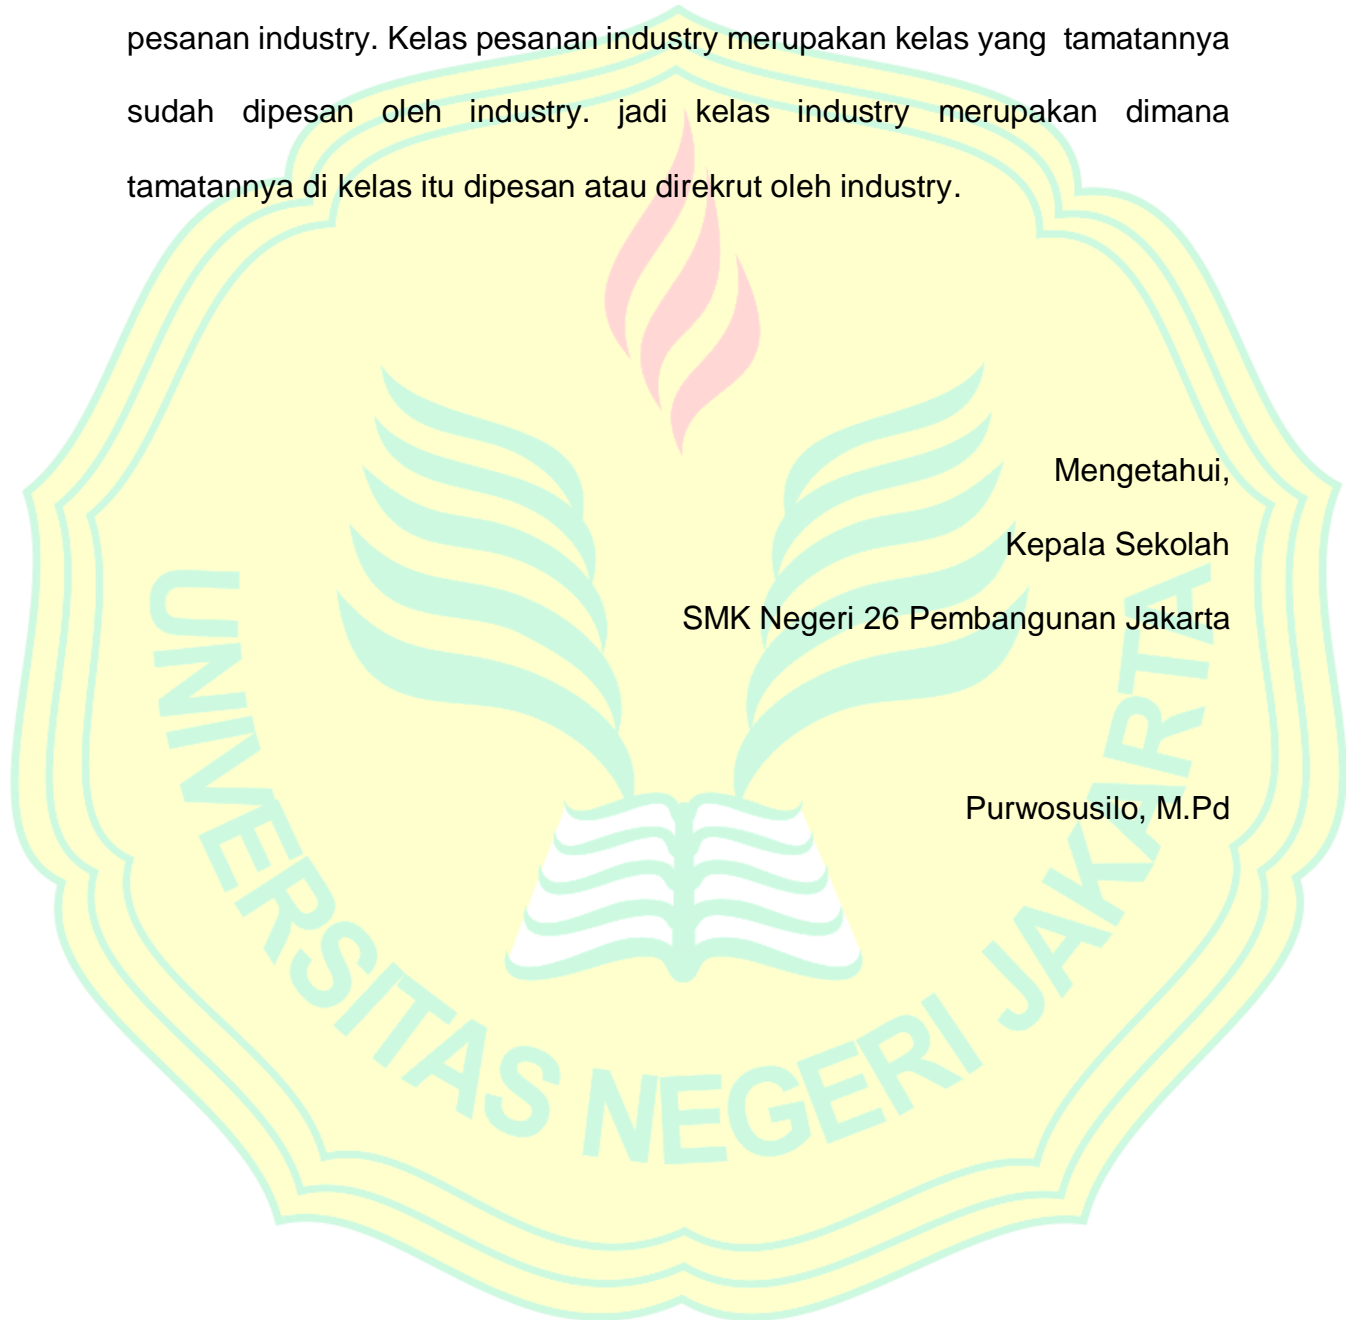 pesanan industry. Kelas pesanan industry merupakan kelas yang  tamatannya
sudah dipesan oleh industry. jadi kelas industry merupakan dimana
tamatannya di kelas itu dipesan atau direkrut oleh industry.
Mengetahui,
Kepala Sekolah
SMK Negeri 26 Pembangunan Jakarta
Purwosusilo, M.Pd
UNIVERSITAS NEGERI JAKARTA